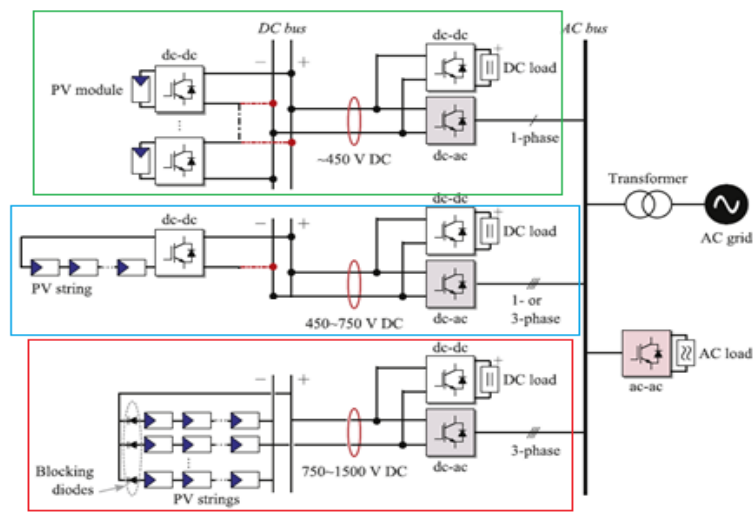 DC bus
AC bus
dc-dc
dc-dc
− +
+
PV module
DC load
~450 V DC
dc-ac
1-phase
Transformer
AC grid
dc-dc
dc-dc
− +
+
DC load
PV string
450~750 V DC
dc-ac
1- or
3-phase
AC load
ac-ac
dc-dc
− +
+
DC load
dc-ac
3-phase
750~1500 V DC
Blocking
diodes
PV strings